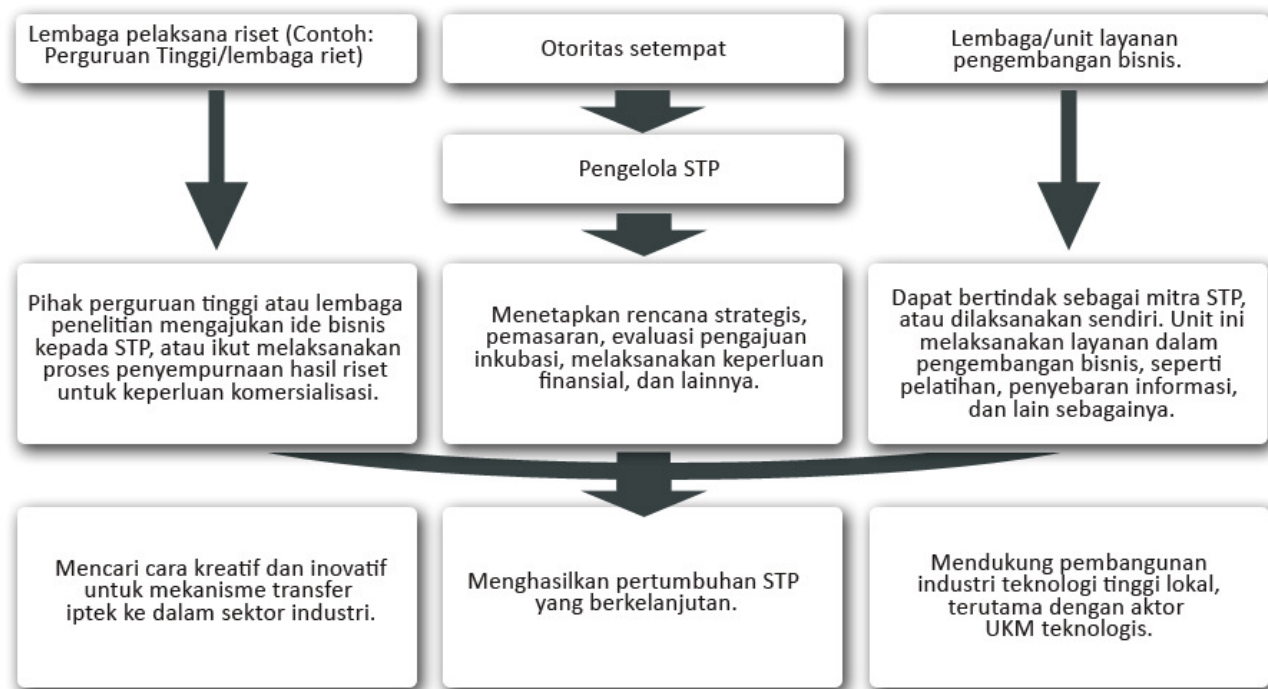 Lembaga pelaksana riset (Contoh:
Perguruan Tinggi/lembaga riet)
Otoritas setempat
Lembaga/unit layanan
pengembangan bisnis.
Pengelola STP
Pihak perguruan tinggi atau lembaga
penelitian mengajukan ide bisnis
kepada STP, atau ikut melaksanakan
proses penyempurnaan hasil riset
untuk keperluan komersialisasi.
Menetapkan rencana strategis,
pemasaran, evaluasi pengajuan
inkubasi, melaksanakan keperluan
finansial, dan lainnya.
Dapat bertindak sebagai mitra STP,
atau dilaksanakan sendiri. Unit ini
melaksanakan layanan dalam
pengembangan bisnis, seperti
pelatihan, penyebaran informasi,
dan lain sebagainya.
Mencari cara kreatif dan inovatif
untuk mekanisme transfer
iptek ke dalam sektor industri.
Menghasilkan pertumbuhan STP
yang berkelanjutan.
Mendukung pembangunan
industri teknologi tinggi lokal,
terutama dengan aktor
UKM teknologis.